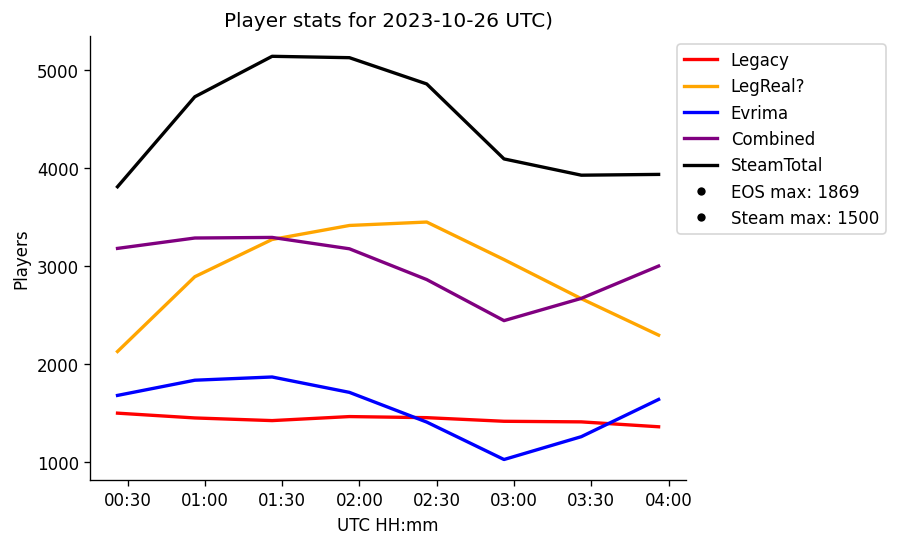 Player stats for 2023-10-26 UTC)
Legacy
LegReal?
Evrima
Combined
SteamTotal
EOS max: 1869
Steam max: 1500
Players
5000
4000
3000
2000
1000
00:30 01:00 01:30 02:00 02:30 03:00 03:30 04:00
UTC HH:mm